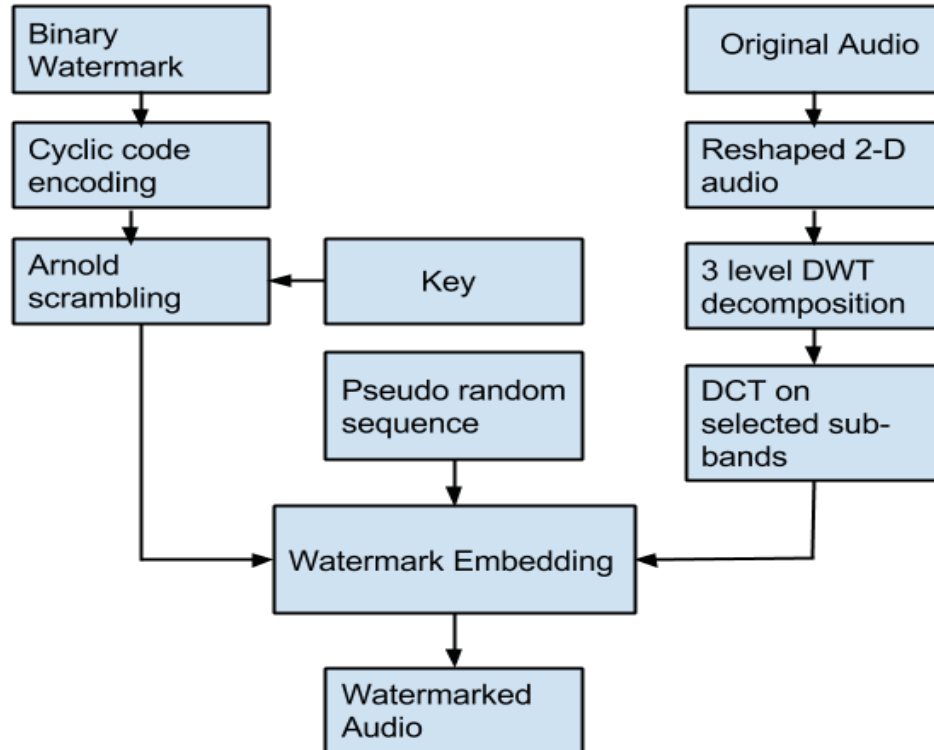 Binary
Watermark
Original Audio
Cyclic code
encoding
Reshaped 2-D
audio
Arnold
scrambling
Key
3 level DWT
decomposition
Pseudo random
sequence
DCT on
selected sub-
bands
Watermark Embedding
Watermarked
Audio